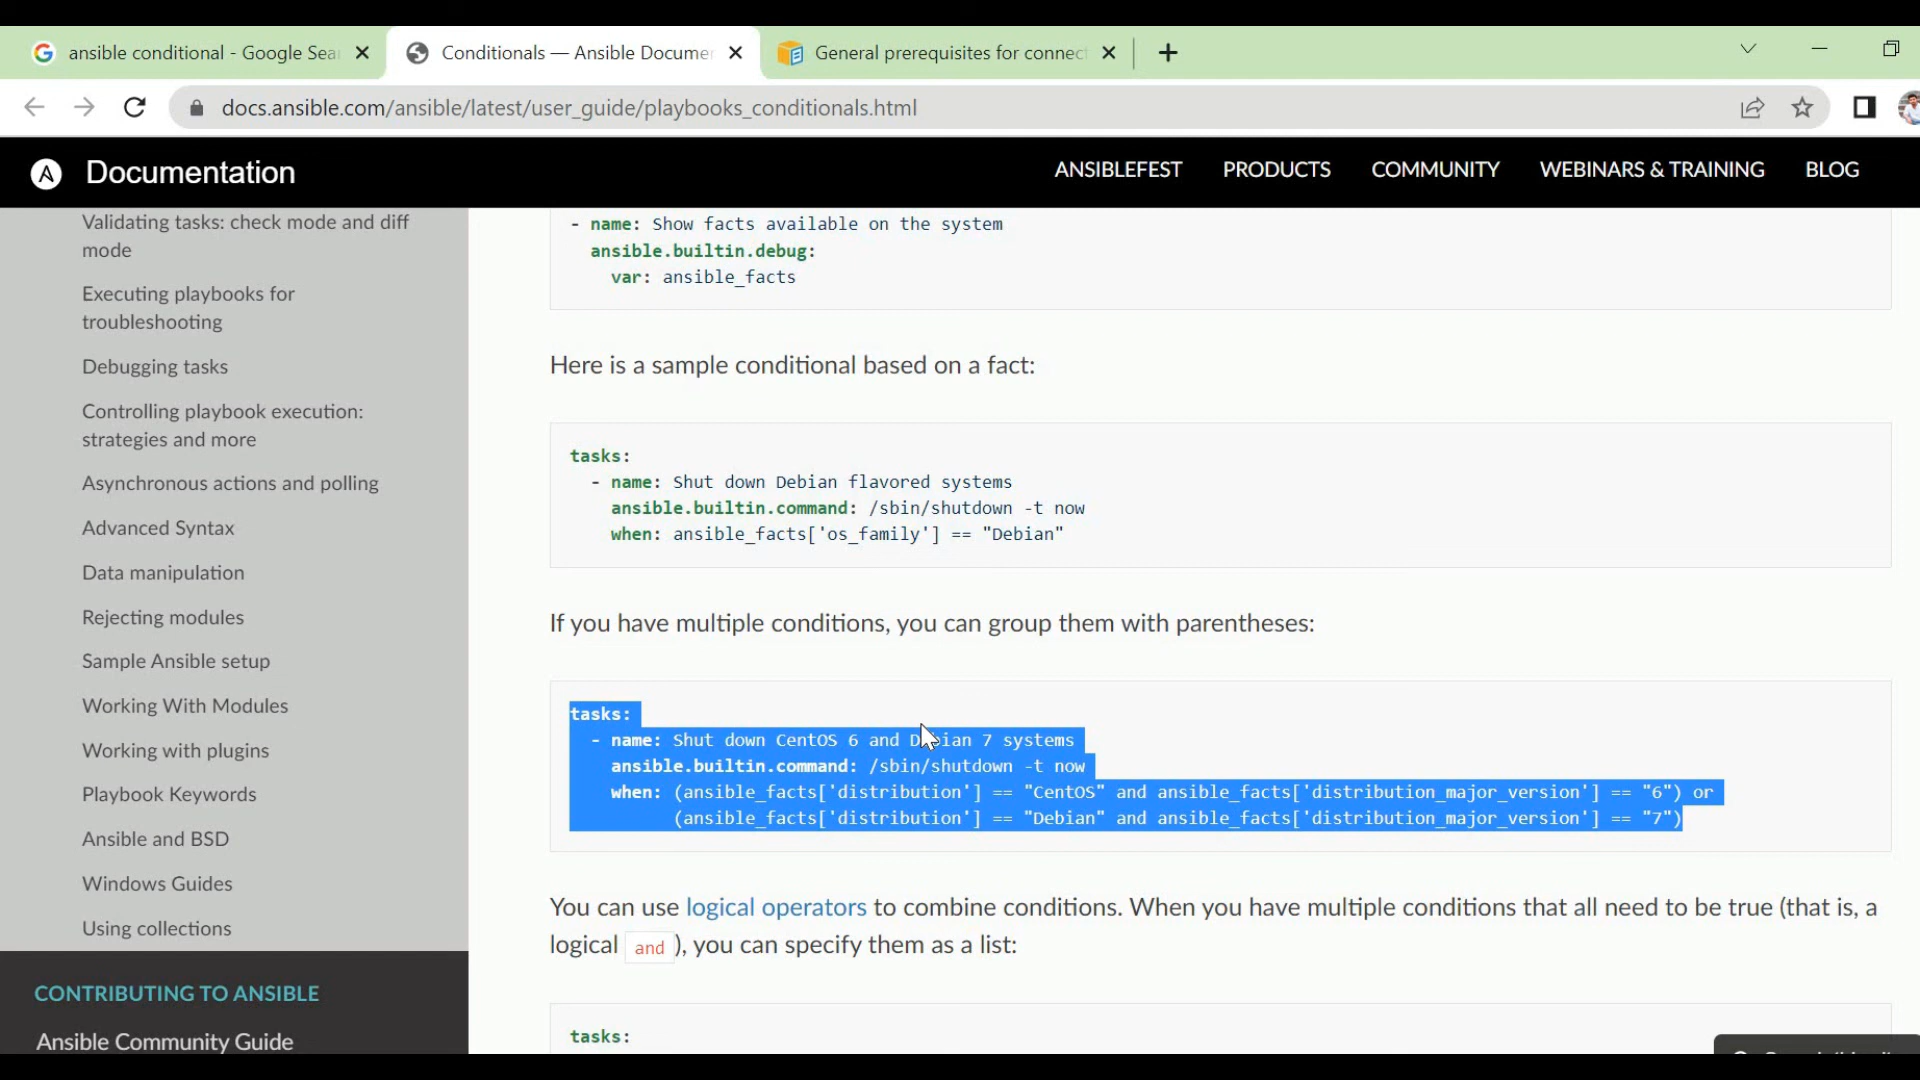 ansible conditional - Google Sea
Conditionals — Ansible Docume
General prerequisites for connect
docs.ansible.com/ansible/latest/user_guide/playbooks_conditionals.html
Documentation
ANSIBLEFEST
PRODUCTS
COMMUNITY
WEBINARS & TRAINING
BLOG
Validating tasks: check mode and diff
mode
Executing playbooks for
troubleshooting
Debugging tasks
Controlling playbook execution:
strategies and more
Asynchronous actions and polling
Advanced Syntax
Data manipulation
Rejecting modules
Sample Ansible setup
Working With Modules
Working with plugins
Playbook Keywords
Ansible and BSD
Windows Guides
Using collections
CONTRIBUTING TO ANSIBLE
Ansible Community Guide
- name: Show facts available on the system
ansible.builtin.debug:
var: ansible_facts
Here is a sample conditional based on a fact:
tasks:
- name: Shut down Debian flavored systems
ansible.builtin.command: /sbin/shutdown -t now
when: ansible_facts['os_family'] == "Debian"
If you have multiple conditions, you can group them with parentheses:
tasks:
- name: Shut down CentOS 6 and Debian 7 systems
ansible.builtin.command: /sbin/shutdown -t now
when: (ansible_facts['distribution'] == "CentOS" and ansible_facts['distribution_major_version'] == "6") or
(ansible_facts['distribution'] == "Debian" and ansible_facts['distribution_major_version'] == "7")
You can use logical operators to combine conditions. When you have multiple conditions that all need to be true (that is, a
logical and ), you can specify them as a list:
tasks: